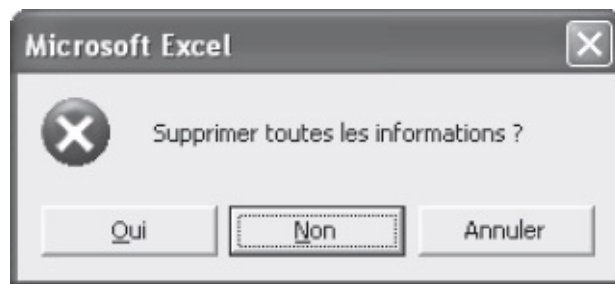 Microsoft Excel
Supprimer toutes les informations ?
Oui Non Annuler